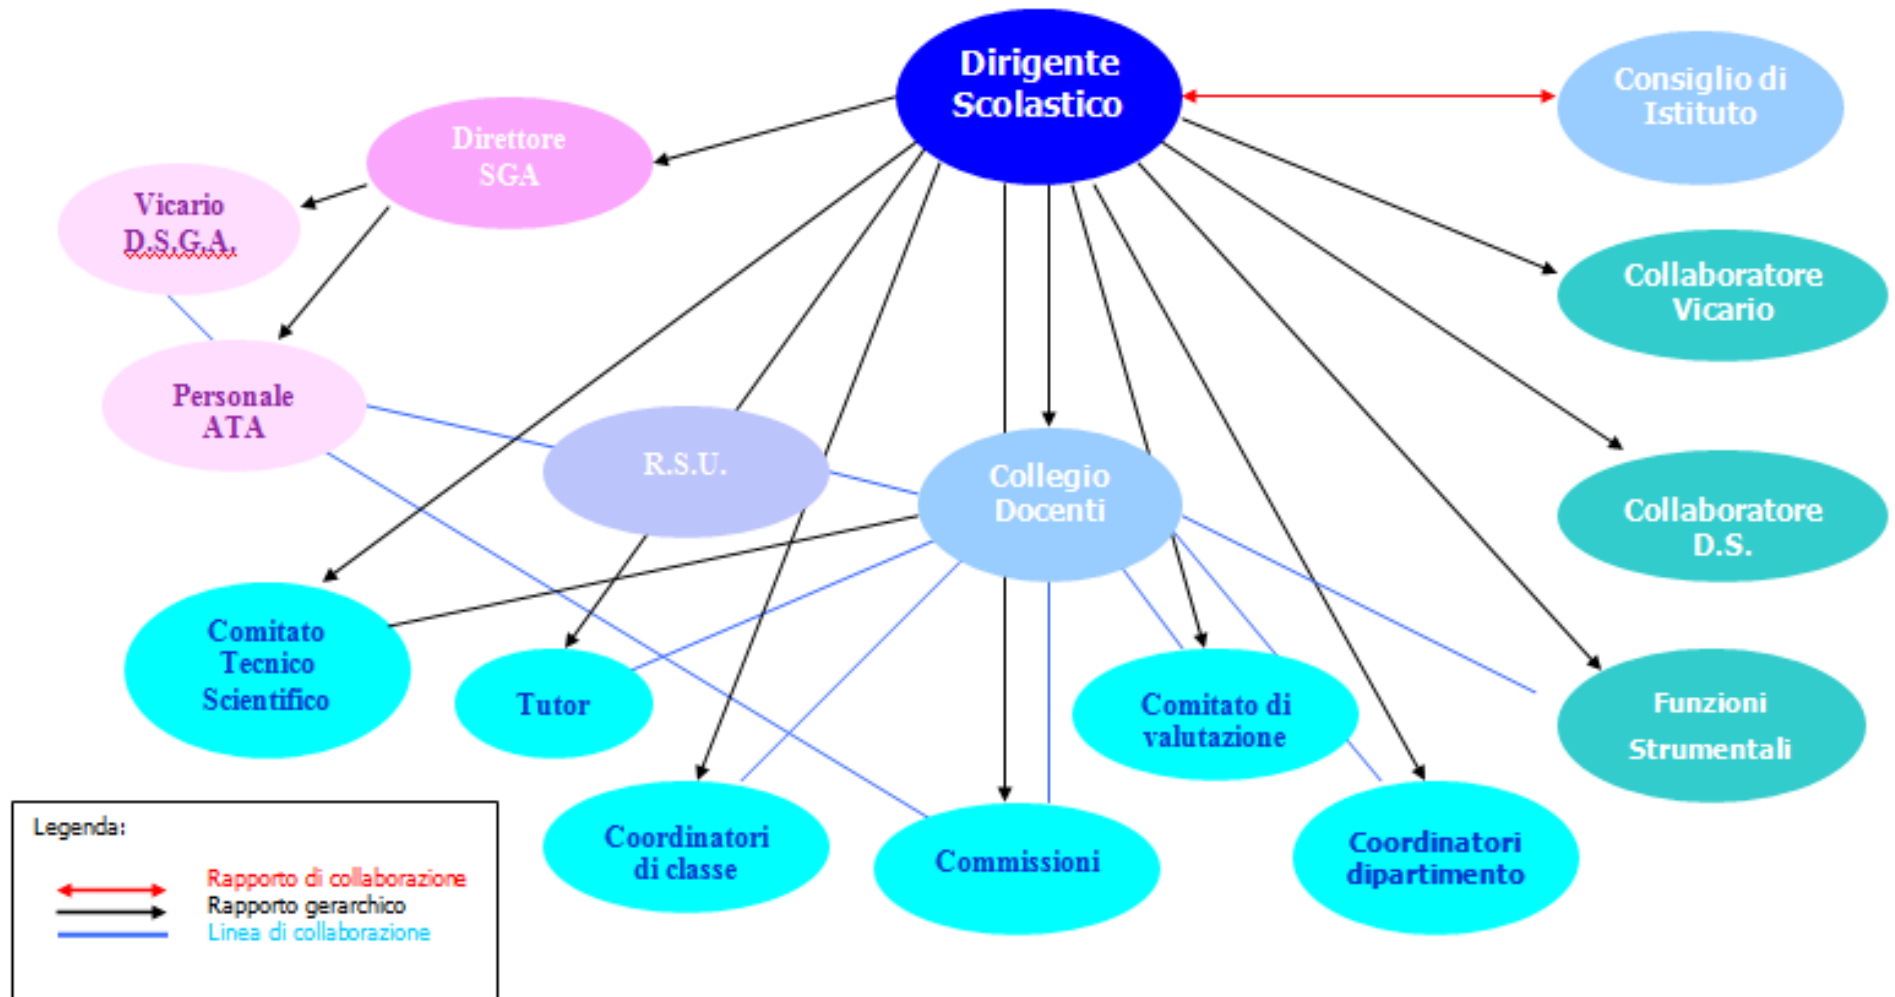 Dirigente
Scolastico
Consiglio di
Istituto
Direttore
SGA
Vicario
D.S.G.A.
Collaboratore
Vicario
Personale
ATA
R.S.U.
Collegio
Docenti
Collaboratore
D.S.
Comitato
Tecnico
Scientifico
Tutor
Comitato di
valutazione
Funzioni
Strumentali
Coordinatori
di classe
Commissioni
Coordinatori
dipartimento
Legenda:
Rapporto di collaborazione
Rapporto gerarchico
Linea di collaborazione